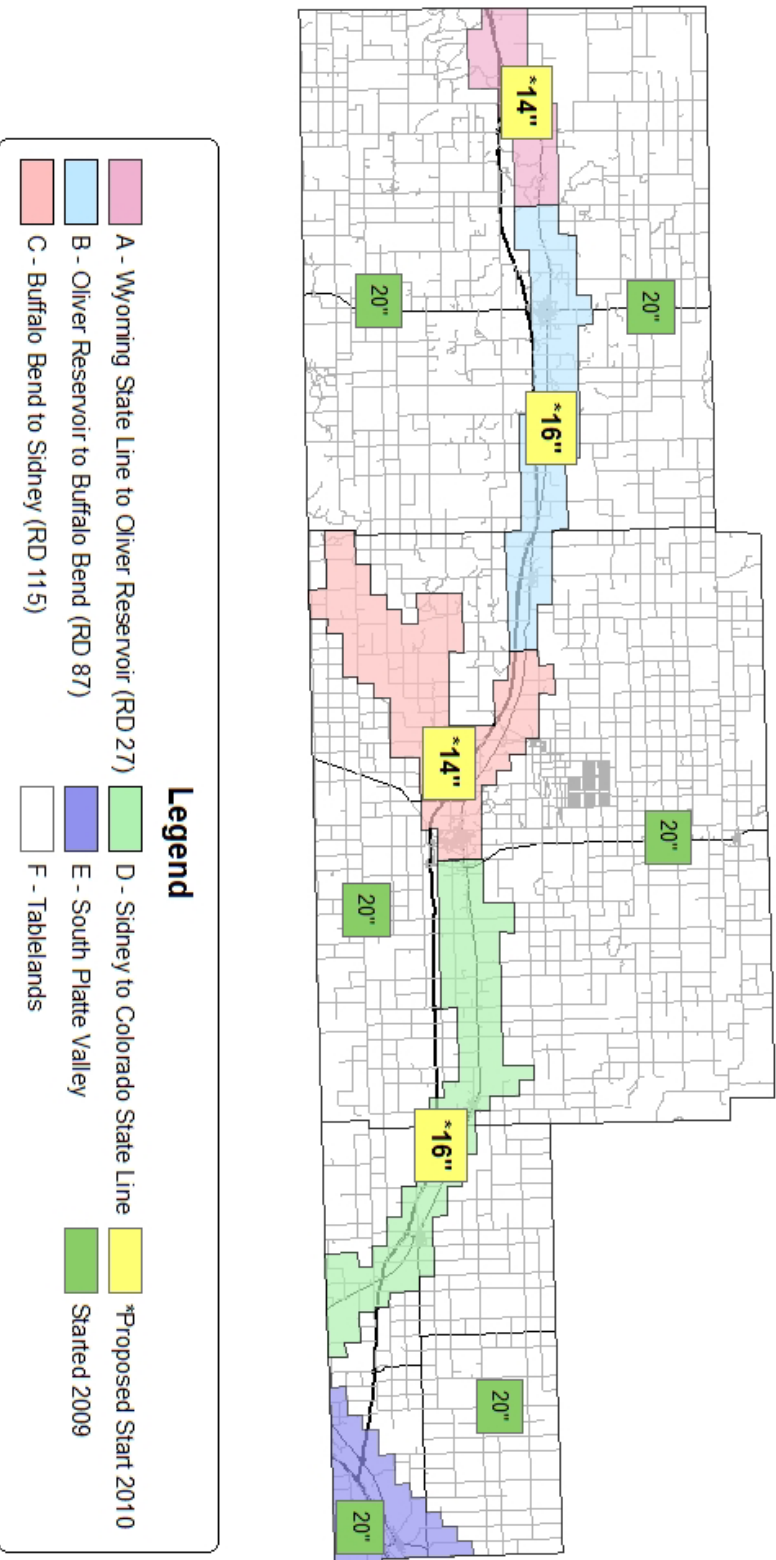 20"
20"
*16"
*14"
20"
*14"
*16"
20"
20"
20"
Legend
A - Wyoming State Line to Oliver Reservoir (RD 27)
B - Oliver Reservoir to Buffalo Bend (RD 87)
C - Buffalo Bend to Sidney (RD 115)
D - Sidney to Colorado State Line
E - South Platte Valley
F - Tablelands
*Proposed Start 2010
Started 2009